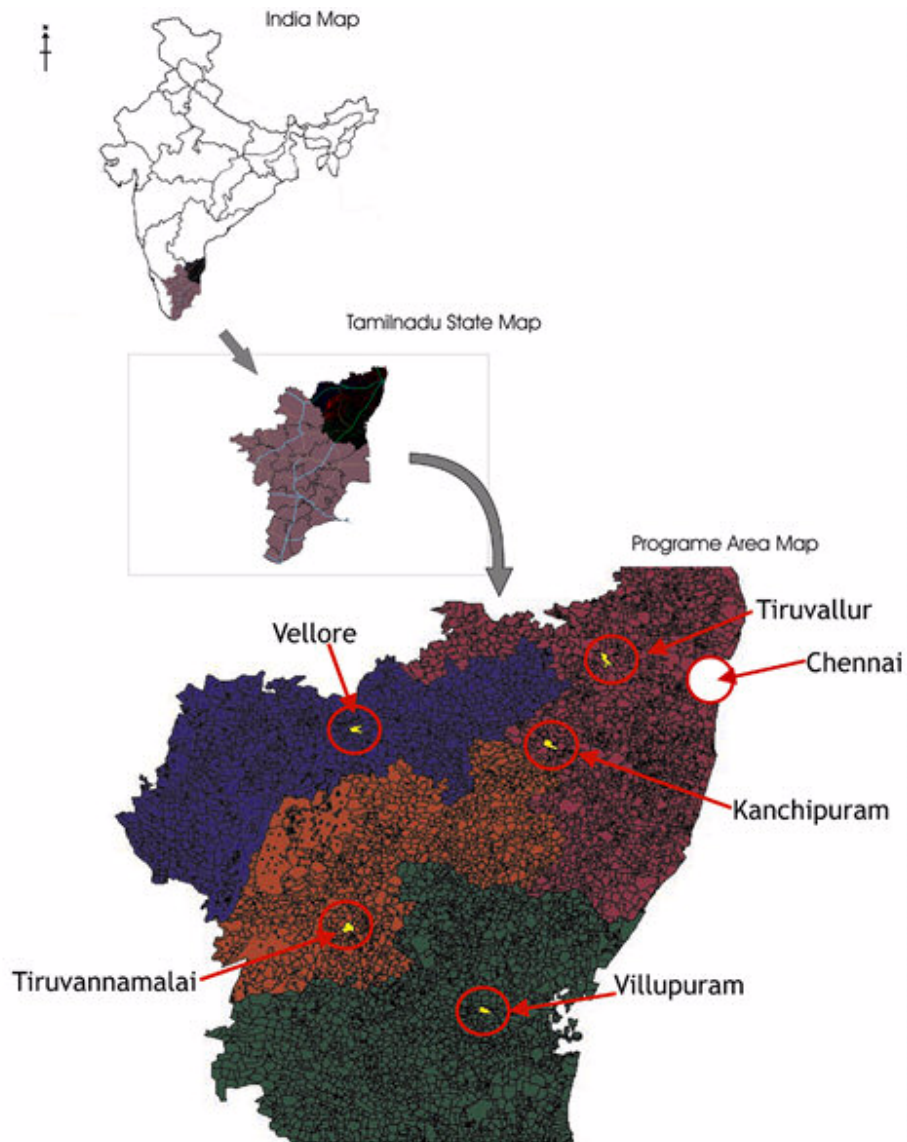 India Map
Tamilnadu State Map
Programe Area Map
Tiruvallur
Vellore
Chennai
Kanchipuram
Tiruvannamalai
Villupuram